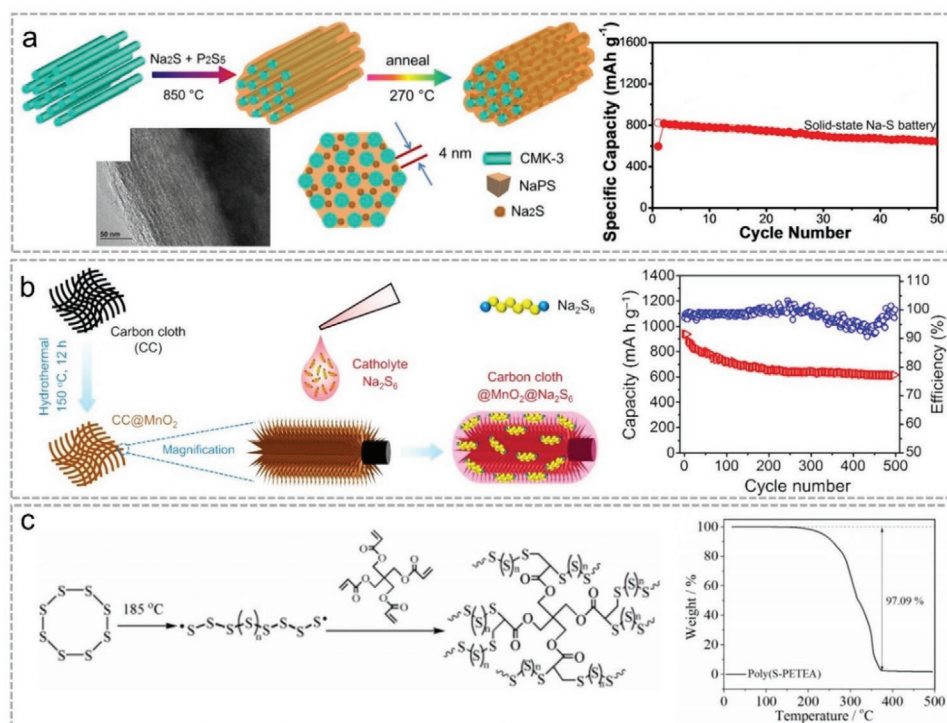 a
Na2S + P2S5
850 °C
anneal
270 °C
50 nm
4 nm
CMK-3
NaPS
Na2S
Specific Capacity (mAh g⁻¹)
1600
1200
800
400
0
Solid-state Na-S battery
0 10 20 30 40 50
Cycle Number
b
Carbon cloth
(CC)
Hydrothermal
150 °C, 12 h
CC@MnO₂
Magnification
Catholyte
Na₂S₆
Na₂S₆
Carbon cloth
@MnO₂@Na₂S₆
Capacity (mA h g⁻¹)
1400
1200
1000
800
600
400
200
0
0 100 200 300 400 500
Cycle number
110
100
90
80
70
60
50
Efficiency (%)
c
S S S S S S S S
185 °C
•S-S-S-(S)n-S-S-S-S•
O O O O O O O O
S (S)n S (S)n S
O O O O O O O O
Weight / %
100
80
60
40
20
0
97.09 %
Poly(S-PETEA)
0 100 200 300 400 500
Temperature / °C